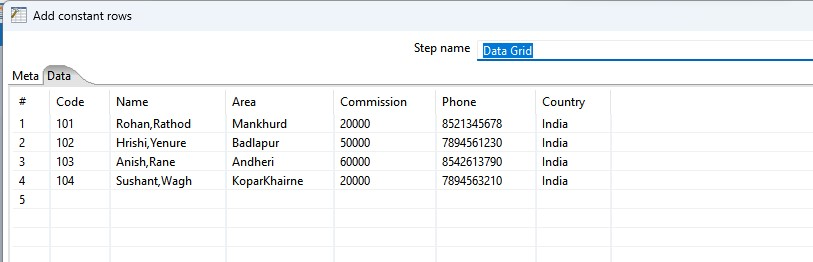 Add constant rows
Step name Data Grid
Meta Data
# Code Name Area Commission Phone Country
1 101 Rohan,Rathod Mankhurd 20000 8521345678 India
2 102 Hrishi,Yenure Badlapur 50000 7894561230 India
3 103 Anish,Rane Andheri 60000 8542613790 India
4 104 Sushant,Wagh KoparKhairne 20000 7894563210 India
5